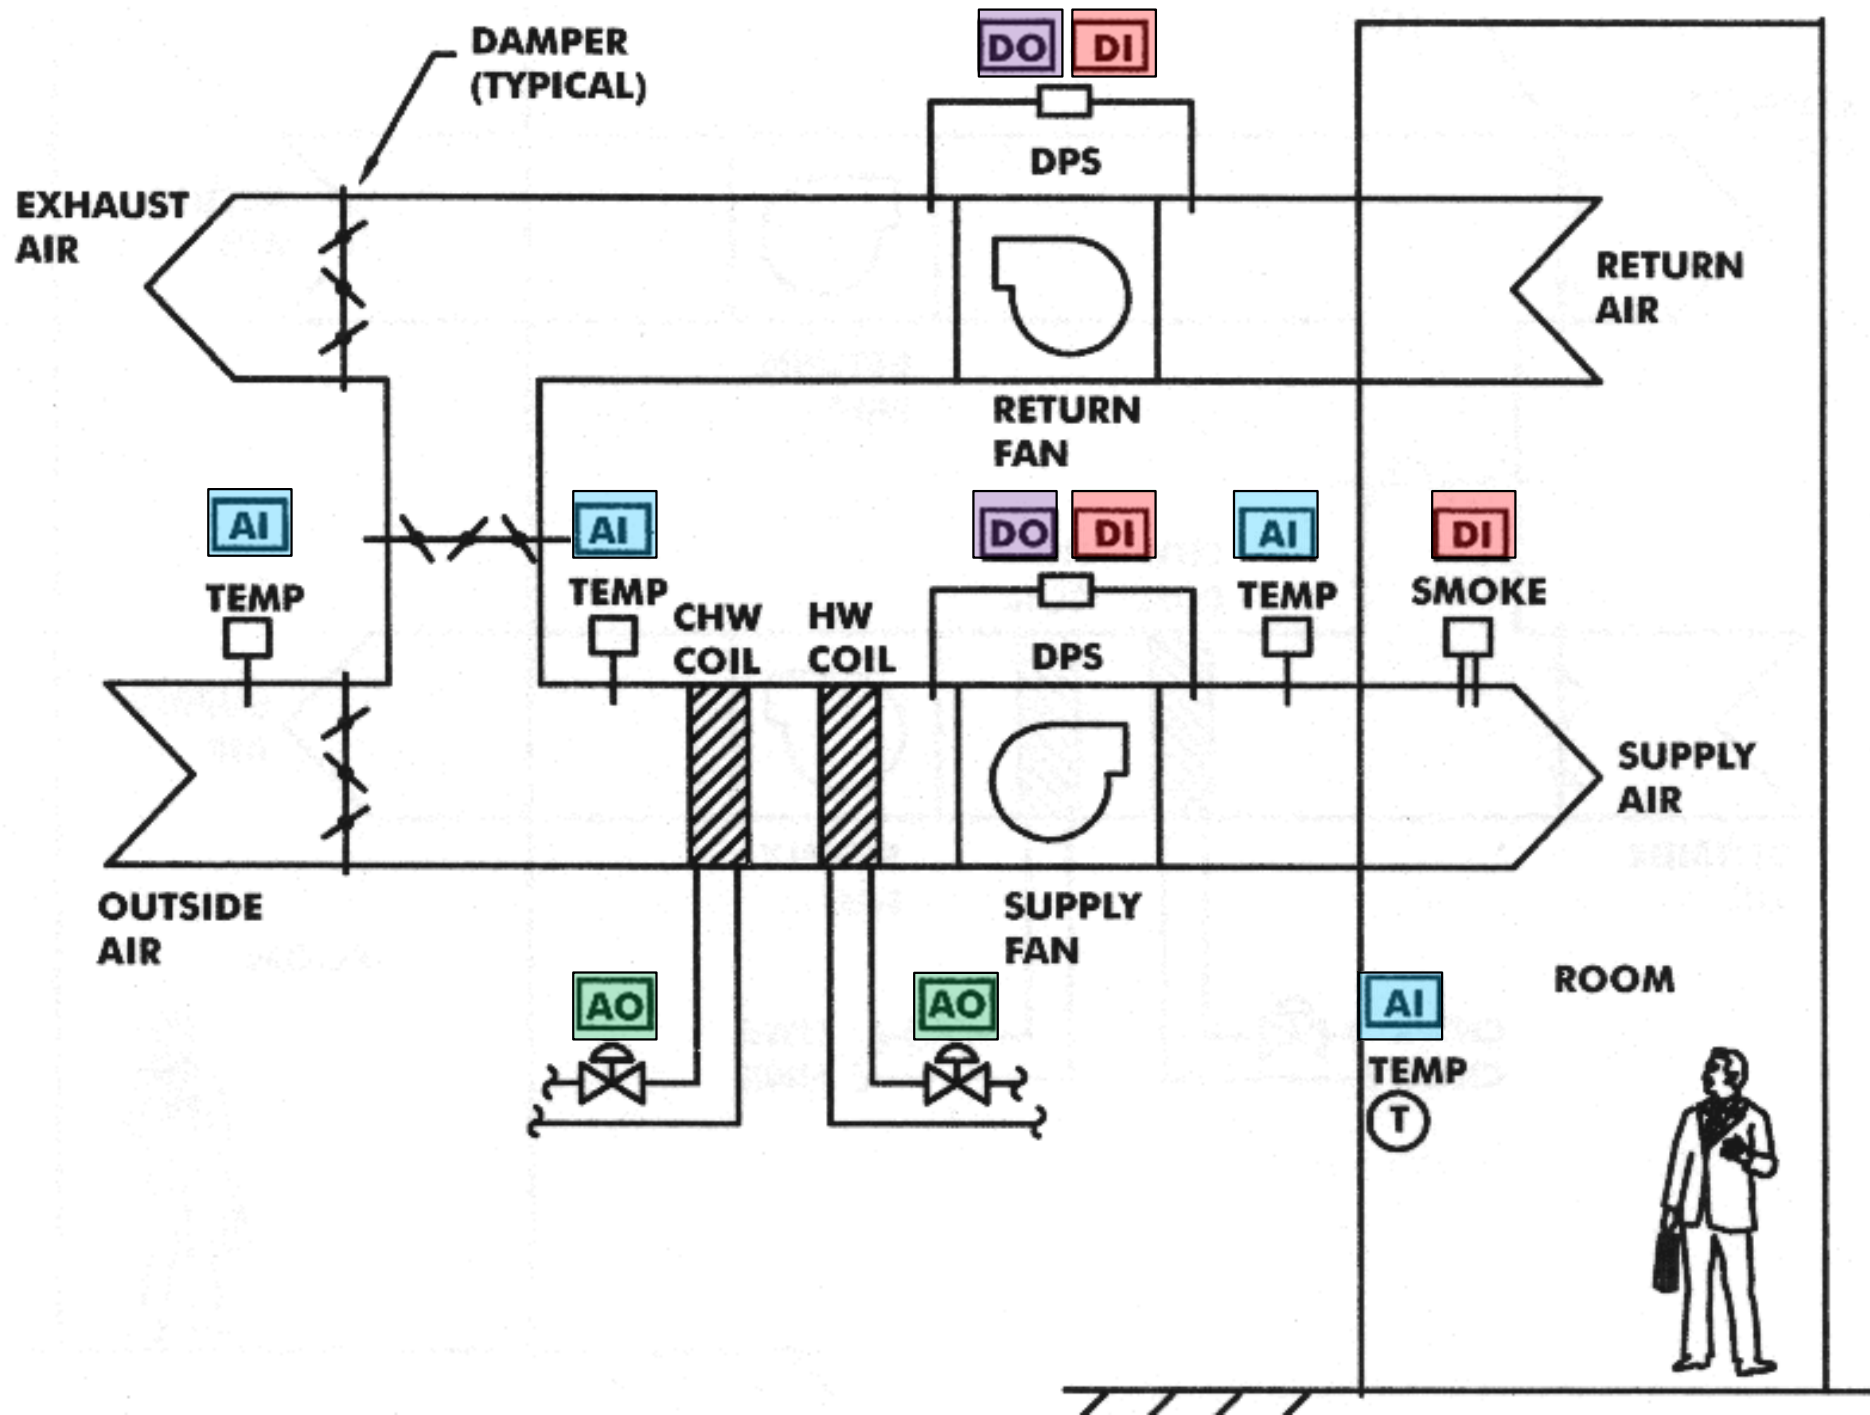 DAMPER
(TYPICAL)
DO DI
DPS
EXHAUST
AIR
RETURN
AIR
RETURN
FAN
AI
TEMP
AI
TEMP
CHW
COIL
HW
COIL
DO DI
DPS
AI
TEMP
DI
SMOKE
SUPPLY
AIR
OUTSIDE
AIR
SUPPLY
FAN
AO
AO
AI
TEMP
T
ROOM